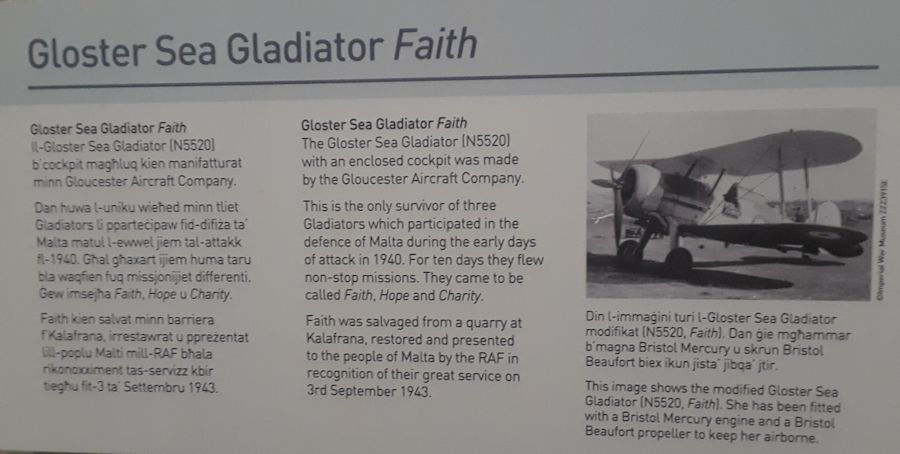 Gloster Sea Gladiator Faith
Gloster Sea Gladiator Faith
Il-Gloster Sea Gladiator (N5520)
b'cockpit magħluq kien manifatturat
minn Gloucester Aircraft Company.
Dan huwa l-uniku wieħed minn tliet
Gladiators li pparteċipaw fid-difiża ta'
Malta matul l-ewwel jiem tal-attakk
fl-1940. Għal għaxart ijiem huma taru
bla waqfien fuq missjonijiet differenti.
Ġew imsejħa Faith, Hope u Charity.
Faith kien salvat minn barriera
f'Kalafrana, irrestawrat u ppreżentat
lill-poplu Malti mill-RAF bħala
rikonoxximent tas-servizz kbir
tiegħu fit-3 ta' Settembru 1943.
Gloster Sea Gladiator Faith
The Gloster Sea Gladiator (N5520)
with an enclosed cockpit was made
by the Gloucester Aircraft Company.
This is the only survivor of three
Gladiators which participated in the
defence of Malta during the early days
of attack in 1940. For ten days they flew
non-stop missions. They came to be
called Faith, Hope and Charity.
Faith was salvaged from a quarry at
Kalafrana, restored and presented
to the people of Malta by the RAF in
recognition of their great service on
3rd September 1943.
Din l-immaġini turi l-Gloster Sea Gladiator
modifikat (N5520, Faith). Dan ġie mgħammar
b'magna Bristol Mercury u skrun Bristol
Beaufort biex ikun jista' jibqa' jtir.
This image shows the modified Gloster Sea
Gladiator (N5520, Faith). She has been fitted
with a Bristol Mercury engine and a Bristol
Beaufort propeller to keep her airborne.
©Imperial War Museum